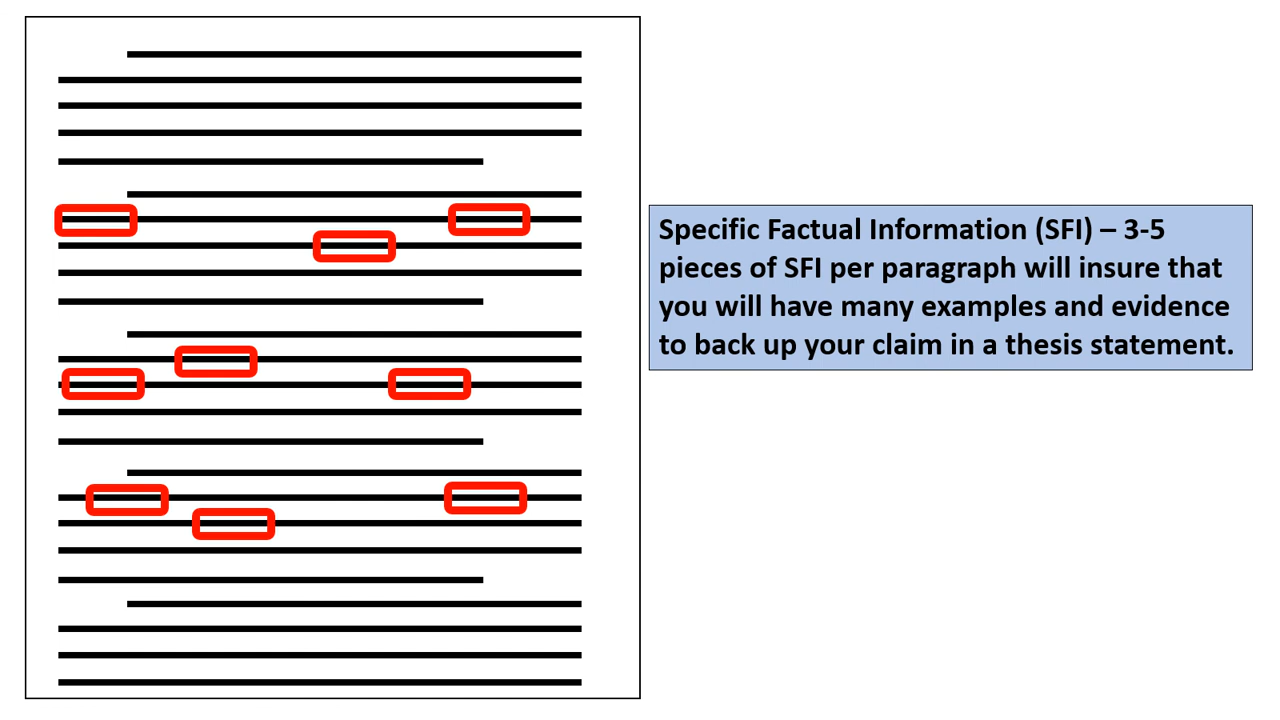 Specific Factual Information (SFI) – 3-5
pieces of SFI per paragraph will insure that
you will have many examples and evidence
to back up your claim in a thesis statement.